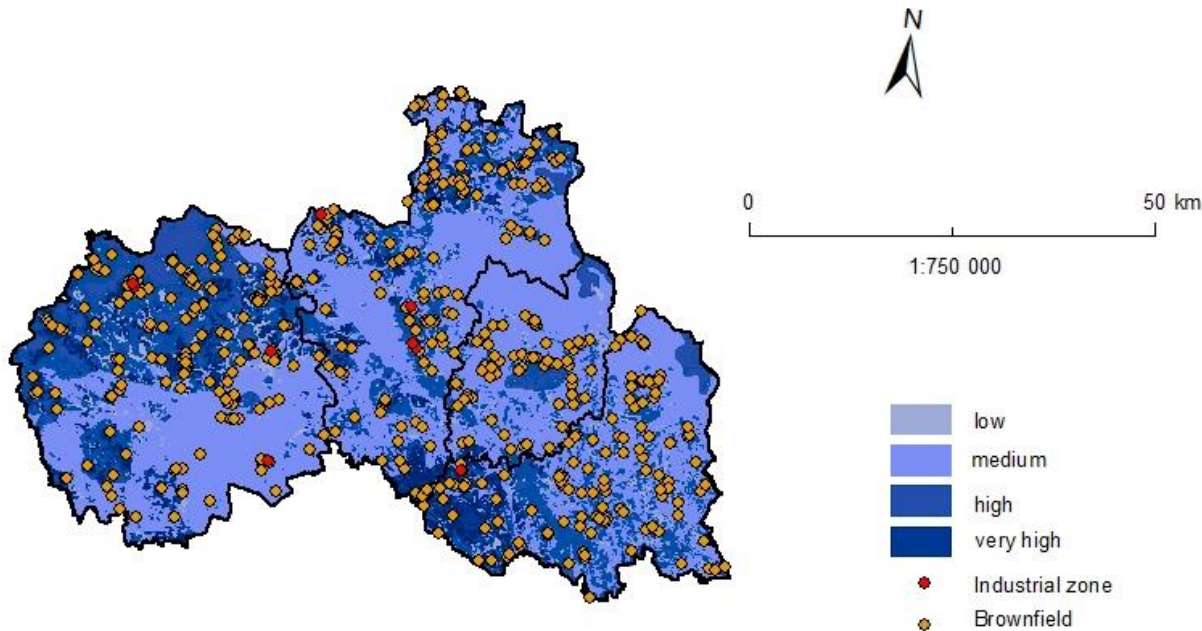 N
0 50 km
1:750 000
low
medium
high
very high
Industrial zone
Brownfield